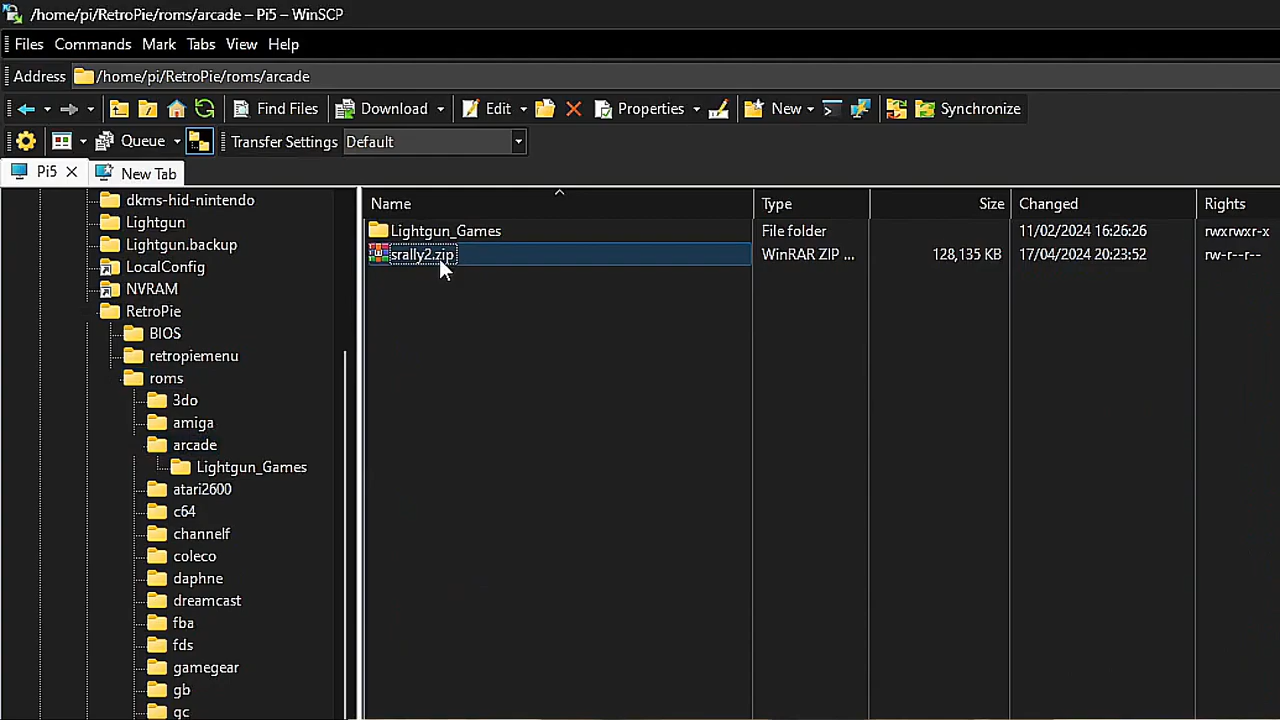 /home/pi/RetroPie/roms/arcade – Pi5 – WinSCP
Files Commands Mark Tabs View Help
Address /home/pi/RetroPie/roms/arcade
Find Files Download Edit Properties New Synchronize
Queue Transfer Settings Default
Pi5 New Tab
dkms-hid-nintendo
Lightgun
Lightgun.backup
LocalConfig
NVRAM
RetroPie
BIOS
retropiemenu
roms
3do
amiga
arcade
Lightgun_Games
atari2600
c64
channelf
coleco
daphne
dreamcast
fba
fds
gamegear
gb
gc
Name Type Size Changed Rights
Lightgun_Games File folder 11/02/2024 16:26:26 rwxrwxr-x
srally2.zip WinRAR ZIP ... 128,135 KB 17/04/2024 20:23:52 rw-r--r--